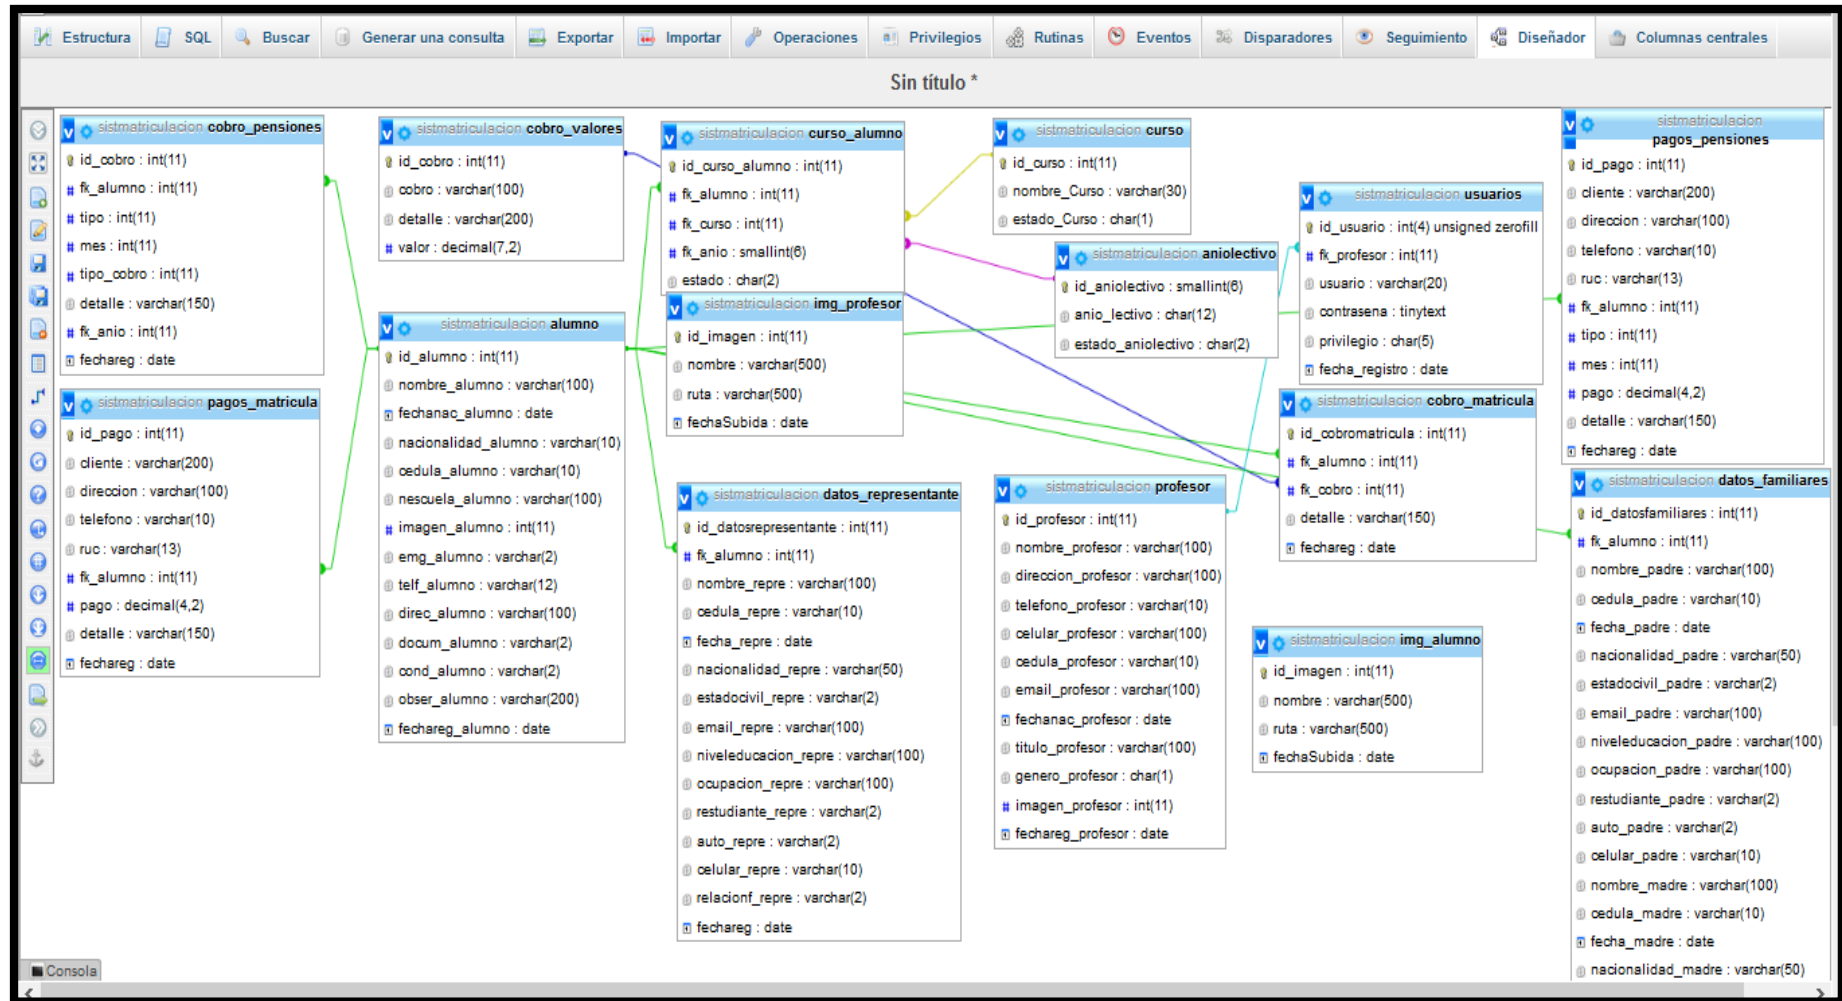 Estructura SQL Buscar Generar una consulta Exportar Importar Operaciones Privilegios Rutinas Eventos Disparadores Seguimiento Diseñador Columnas centrales
Sin título *
sistmatriculacion cobro_pensiones
id_cobro : int(11)
fk_alumno : int(11)
tipo : int(11)
mes : int(11)
tipo_cobro : int(11)
detalle : varchar(150)
fk_anio : int(11)
fechareg : date
sistmatriculacion pagos_matricula
id_pago : int(11)
cliente : varchar(200)
direccion : varchar(100)
telefono : varchar(10)
ruc : varchar(13)
fk_alumno : int(11)
pago : decimal(4,2)
detalle : varchar(150)
fechareg : date
sistmatriculacion cobro_valores
id_cobro : int(11)
cobro : varchar(100)
detalle : varchar(200)
valor : decimal(7,2)
sistmatriculacion alumno
id_alumno : int(11)
nombre_alumno : varchar(100)
fechanac_alumno : date
nacionalidad_alumno : varchar(10)
cedula_alumno : varchar(10)
nescuela_alumno : varchar(100)
imagen_alumno : int(11)
emg_alumno : varchar(2)
telf_alumno : varchar(12)
direc_alumno : varchar(100)
docum_alumno : varchar(2)
cond_alumno : varchar(2)
obser_alumno : varchar(200)
fechareg_alumno : date
sistmatriculacion curso_alumno
id_curso_alumno : int(11)
fk_alumno : int(11)
fk_curso : int(11)
fk_anio : smallint(6)
estado : char(2)
sistmatriculacion img_profesor
id_imagen : int(11)
nombre : varchar(500)
ruta : varchar(500)
fechaSubida : date
sistmatriculacion datos_representante
id_datosrepresentante : int(11)
fk_alumno : int(11)
nombre_repre : varchar(100)
cedula_repre : varchar(10)
fecha_repre : date
nacionalidad_repre : varchar(50)
estadocivil_repre : varchar(2)
email_repre : varchar(100)
niveleducacion_repre : varchar(100)
ocupacion_repre : varchar(100)
restudiante_repre : varchar(2)
auto_repre : varchar(2)
celular_repre : varchar(10)
relacionf_repre : varchar(2)
fechareg : date
sistmatriculacion curso
id_curso : int(11)
nombre_Curso : varchar(30)
estado_Curso : char(1)
sistmatriculacion aniolectivo
id_aniolectivo : smallint(6)
anio_lectivo : char(12)
estado_aniolectivo : char(2)
sistmatriculacion profesor
id_profesor : int(11)
nombre_profesor : varchar(100)
direccion_profesor : varchar(100)
telefono_profesor : varchar(10)
celular_profesor : varchar(100)
cedula_profesor : varchar(10)
email_profesor : varchar(100)
fechanac_profesor : date
titulo_profesor : varchar(100)
genero_profesor : char(1)
imagen_profesor : int(11)
fechareg_profesor : date
sistmatriculacion usuarios
id_usuario : int(4) unsigned zerofill
fk_profesor : int(11)
usuario : varchar(20)
contrasena : tinytext
privilegio : char(5)
fecha_registro : date
sistmatriculacion cobro_matricula
id_cobromatricula : int(11)
fk_alumno : int(11)
fk_cobro : int(11)
detalle : varchar(150)
fechareg : date
sistmatriculacion img_alumno
id_imagen : int(11)
nombre : varchar(500)
ruta : varchar(500)
fechaSubida : date
sistmatriculacion
pagos_pensiones
id_pago : int(11)
cliente : varchar(200)
direccion : varchar(100)
telefono : varchar(10)
ruc : varchar(13)
fk_alumno : int(11)
tipo : int(11)
mes : int(11)
pago : decimal(4,2)
detalle : varchar(150)
fechareg : date
sistmatriculacion datos_familiares
id_datosfamiliares : int(11)
fk_alumno : int(11)
nombre_padre : varchar(100)
cedula_padre : varchar(10)
fecha_padre : date
nacionalidad_padre : varchar(50)
estadocivil_padre : varchar(2)
email_padre : varchar(100)
niveleducacion_padre : varchar(100)
ocupacion_padre : varchar(100)
restudiante_padre : varchar(2)
auto_padre : varchar(2)
celular_padre : varchar(10)
nombre_madre : varchar(100)
cedula_madre : varchar(10)
fecha_madre : date
nacionalidad_madre : varchar(50)
Consola